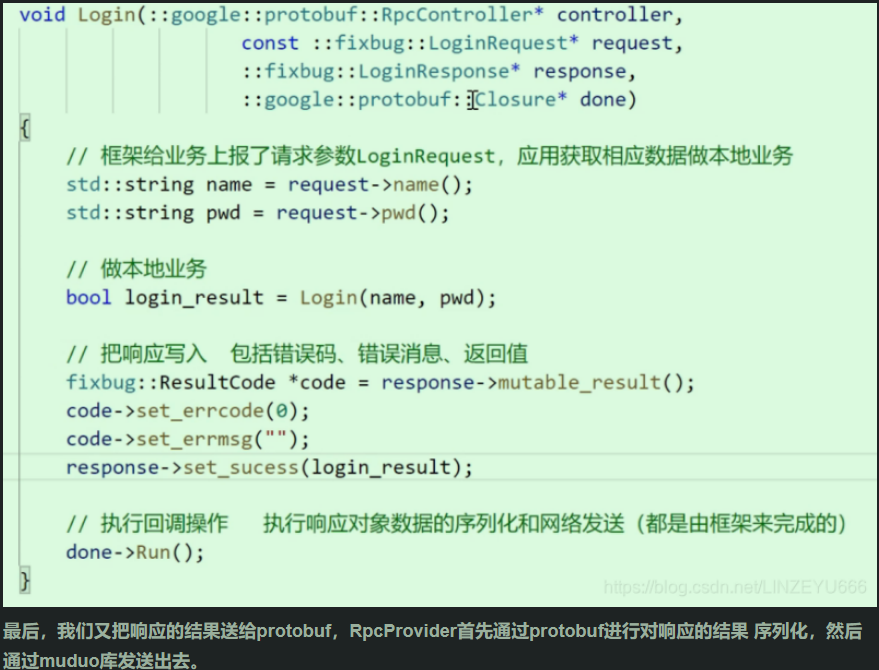 void Login(::google::protobuf::RpcController* controller,
const ::fixbug::LoginRequest* request,
::fixbug::LoginResponse* response,
::google::protobuf::Closure* done)
{
// 框架给业务上报了请求参数LoginRequest，应用获取相应数据做本地业务
std::string name = request->name();
std::string pwd = request->pwd();
// 做本地业务
bool login_result = Login(name, pwd);
// 把响应写入 包括错误码、错误消息、返回值
fixbug::ResultCode *code = response->mutable_result();
code->set_errcode(0);
code->set_errmsg("");
response->set_sucess(login_result);
// 执行回调操作 执行响应对象数据的序列化和网络发送（都是由框架来完成的）
done->Run();
}
https://blog.csdn.net/LINZEYU666
最后，我们又把响应的结果送给protobuf，RpcProvider首先通过protobuf进行对响应的结果 序列化，然后
通过muduo库发送出去。